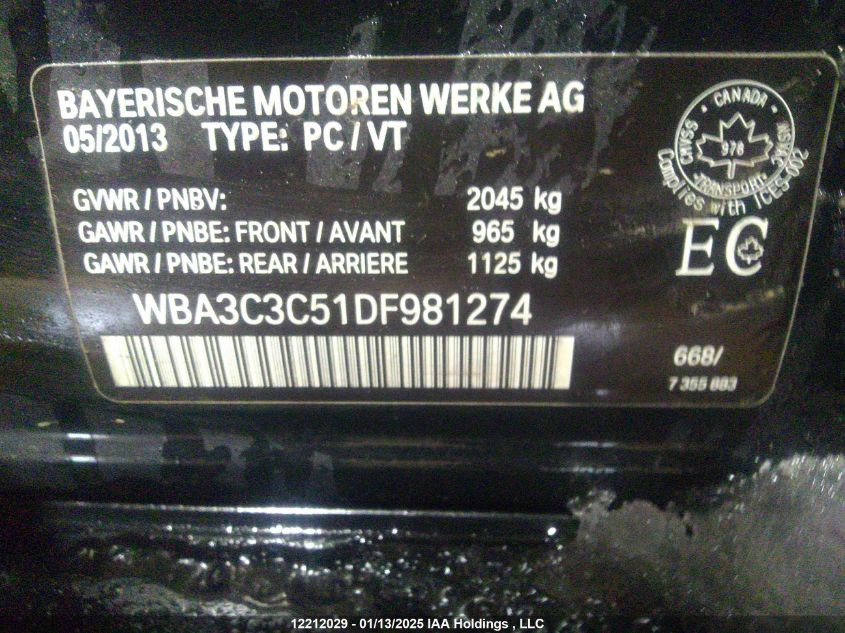 BAYERISCHE MOTOREN WERKE AG
05/2013 TYPE: PC / VT
GVWR / PNBV: 2045 kg
GAWR / PNBE: FRONT / AVANT 965 kg
GAWR / PNBE: REAR / ARRIERE 1125 kg
WBA3C3C51DF981274
CANADA
CMVSS
NSVAC
978
TRANSPORT
Complies with ICES-002
EC
668/
7 355 883
12212029 - 01/13/2025 IAA Holdings , LLC